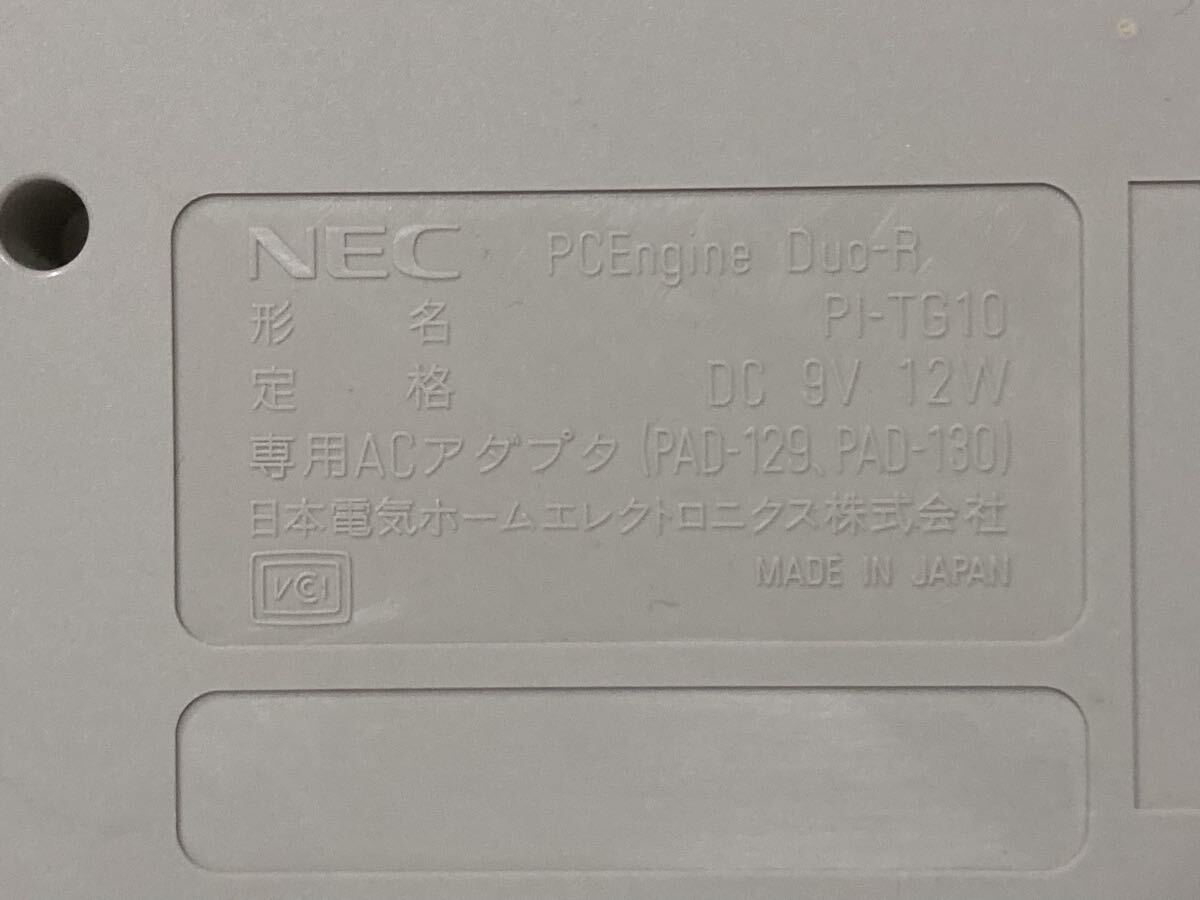 NEC PCEngine Duo-R
形 名 PI-TG10
定 格 DC 9V 12W
専用ACアダプタ (PAD-129、PAD-130)
日本電気ホームエレクトロニクス株式会社
VCI
MADE IN JAPAN